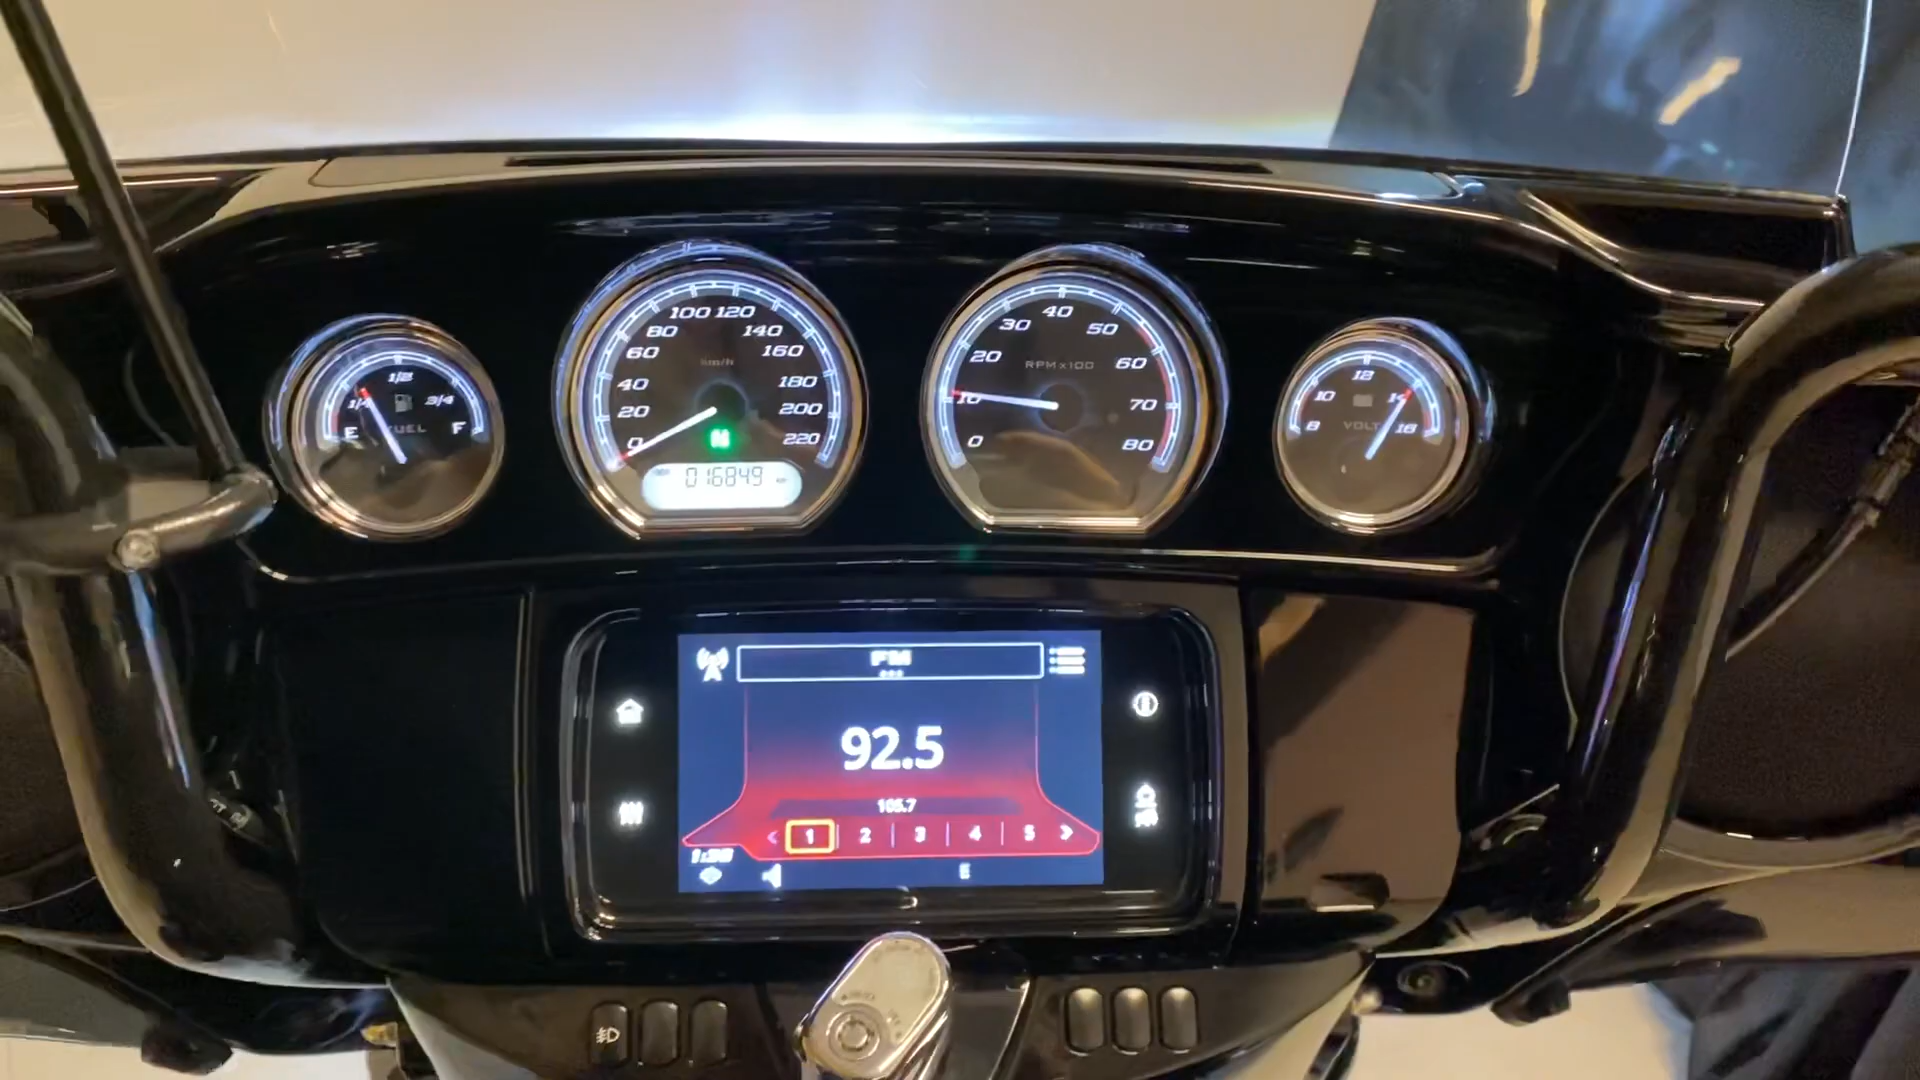 1/2
1/4 3/4
E FUEL F
100 120
80 140
60 km/h 160
40 180
20 200
0 N 220
016849
40
30 50
20 RPM x100 60
10 70
0 80
12
10 14
8 VOLTS 16
FM
92.5
105.7
1 2 3 4 5
E